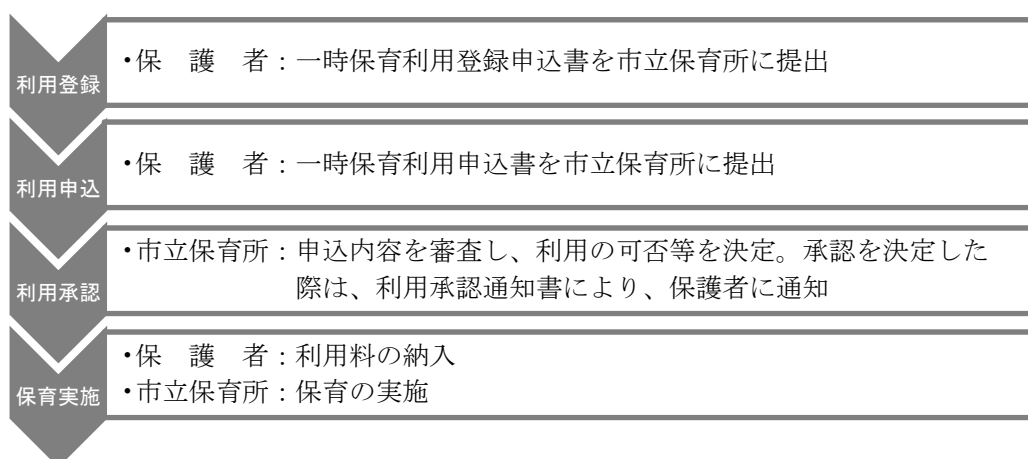 利用登録
・保　護　者：一時保育利用登録申込書を市立保育所に提出
利用申込
・保　護　者：一時保育利用申込書を市立保育所に提出
利用承認
・市立保育所：申込内容を審査し、利用の可否等を決定。承認を決定した
際は、利用承認通知書により、保護者に通知
保育実施
・保　護　者：利用料の納入
・市立保育所：保育の実施